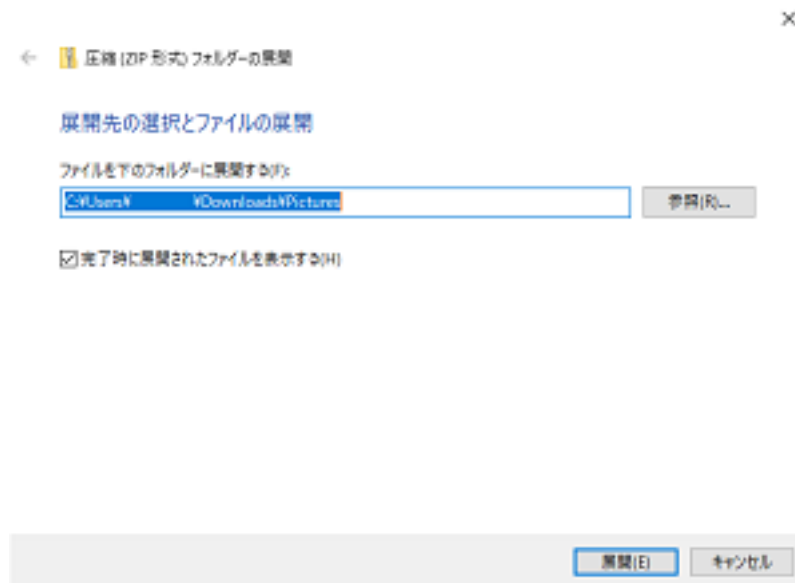 圧縮 (ZIP 形式) フォルダーの展開
展開先の選択とファイルの展開
ファイルを下のフォルダーに展開する(F):
C:¥Users¥ ¥Downloads¥Pictures
参照(R)...
完了時に展開されたファイルを表示する(H)
展開(E)
キャンセル